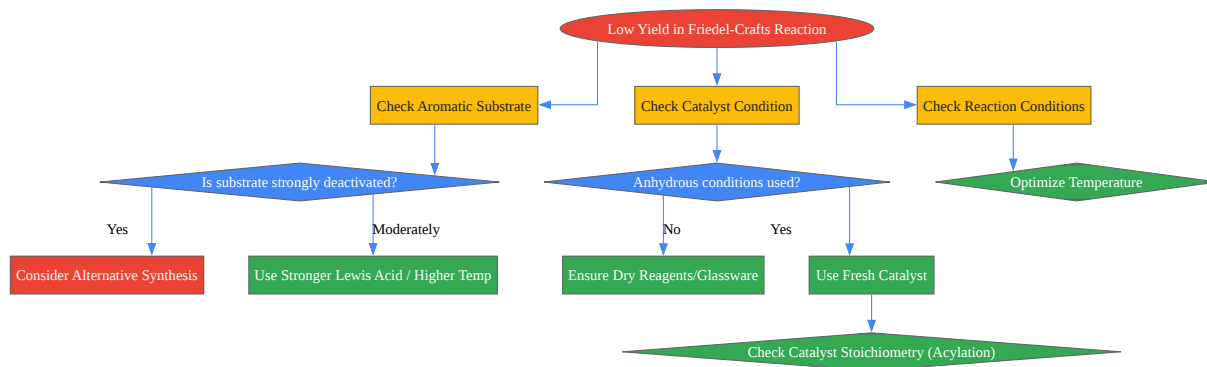 Low Yield in Friedel-Crafts Reaction
Check Aromatic Substrate
Check Catalyst Condition
Check Reaction Conditions
Is substrate strongly deactivated?
Anhydrous conditions used?
Optimize Temperature
Yes
Moderately
No
Yes
Consider Alternative Synthesis
Use Stronger Lewis Acid / Higher Temp
Ensure Dry Reagents/Glassware
Use Fresh Catalyst
Check Catalyst Stoichiometry (Acylation)